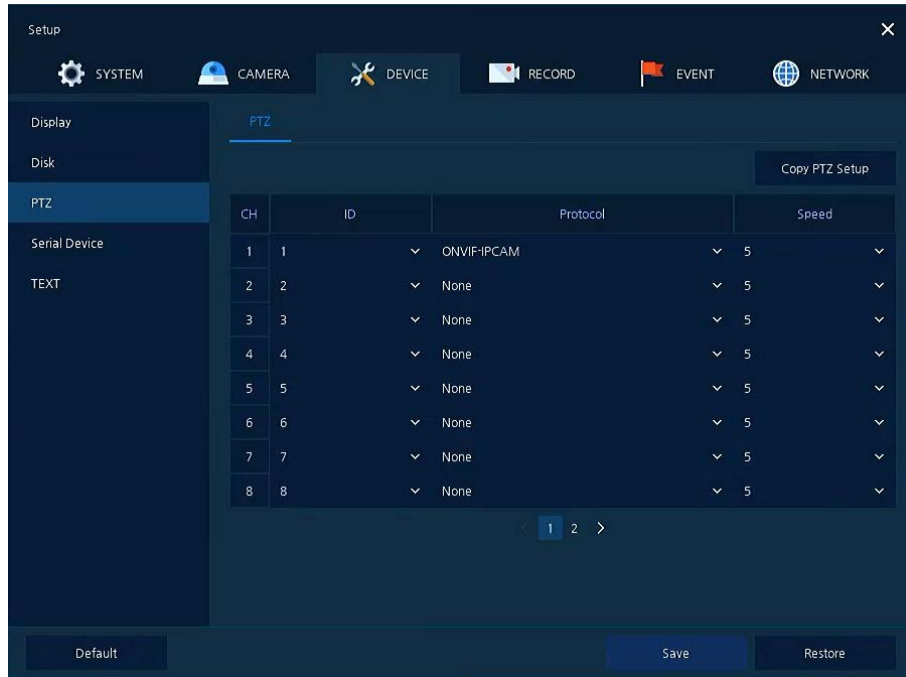 Setup
SYSTEM CAMERA DEVICE RECORD EVENT NETWORK
Display
Disk
PTZ
Serial Device
TEXT
PTZ
Copy PTZ Setup
CH ID Protocol Speed
1 1 ONVIF-IPCAM 5
2 2 None 5
3 3 None 5
4 4 None 5
5 5 None 5
6 6 None 5
7 7 None 5
8 8 None 5
1 2
Default Save Restore